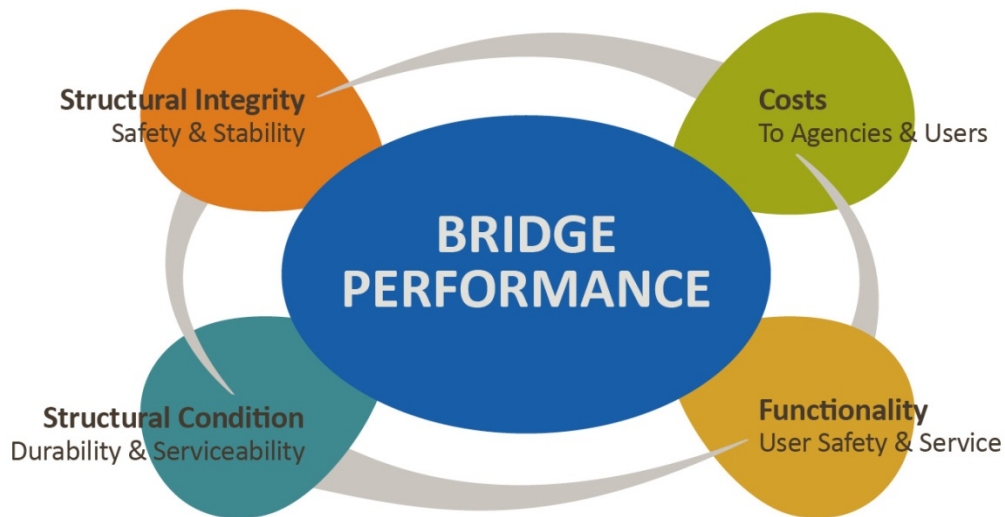 Structural Integrity
Safety & Stability
Costs
To Agencies & Users
BRIDGE
PERFORMANCE
Structural Condition
Durability & Serviceability
Functionality
User Safety & Service